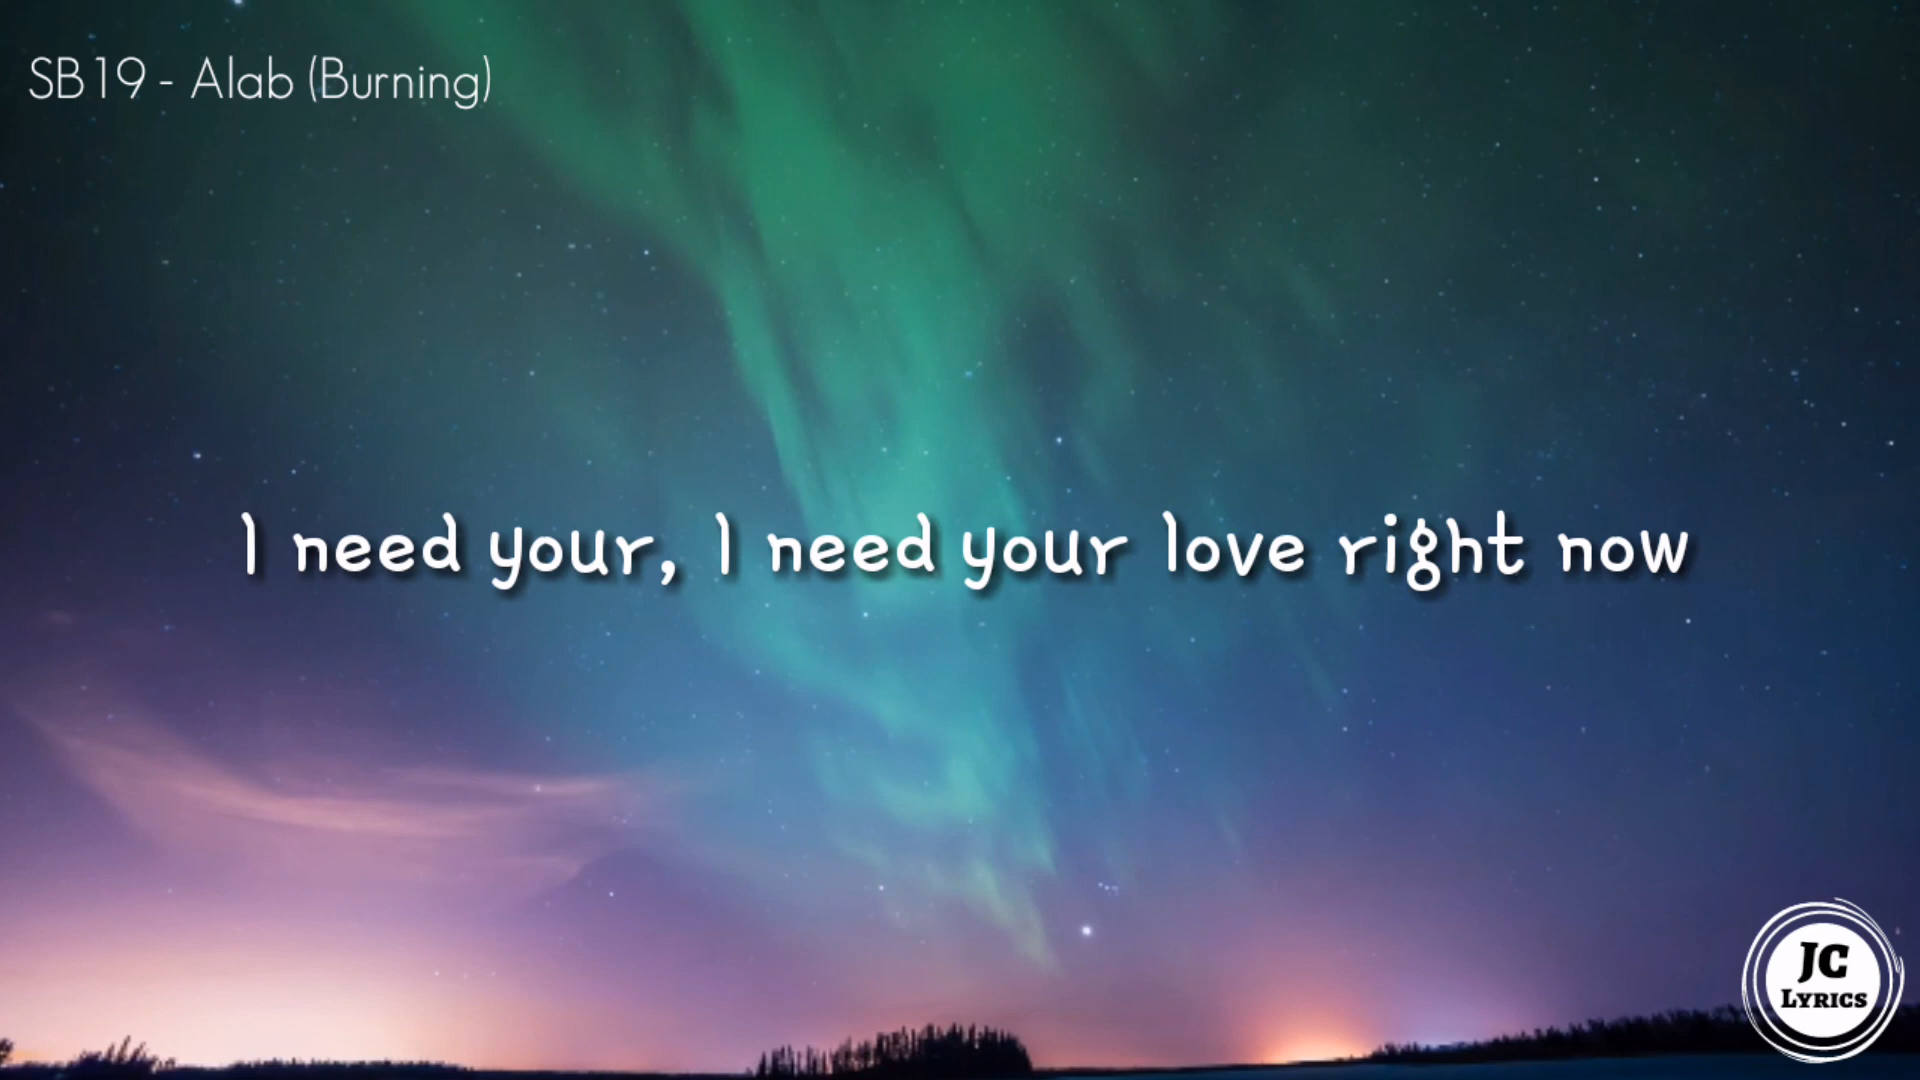 SB19 - Alab (Burning)
I need your, I need your love right now
JC
LYRICS